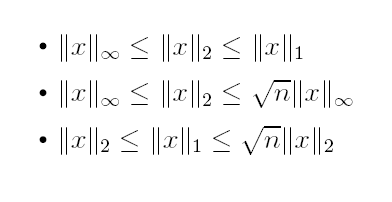 • ‖x‖∞ ≤ ‖x‖₂ ≤ ‖x‖₁
• ‖x‖∞ ≤ ‖x‖₂ ≤ √n‖x‖∞
• ‖x‖₂ ≤ ‖x‖₁ ≤ √n‖x‖₂